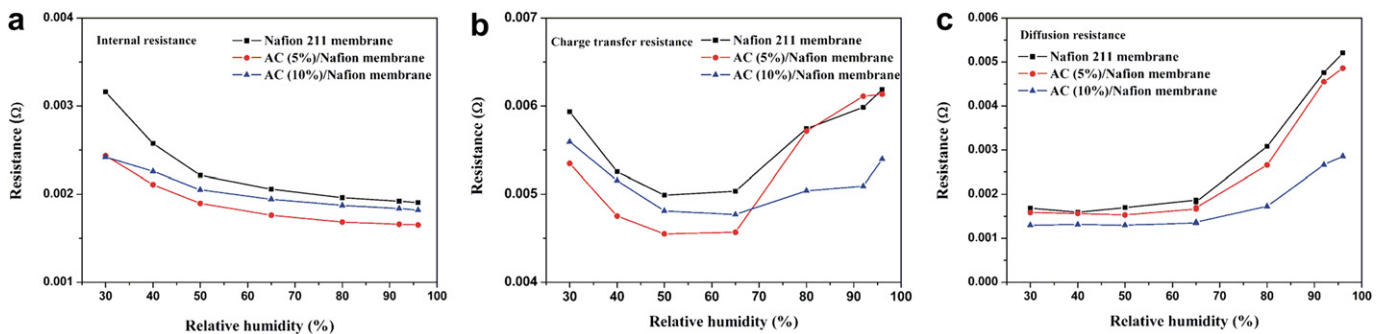 a
0.004
0.003
0.002
0.001
Resistance (Ω)
Internal resistance
Nafion 211 membrane
AC (5%)/Nafion membrane
AC (10%)/Nafion membrane
30 40 50 60 70 80 90 100
Relative humidity (%)
b
0.007
0.006
0.005
0.004
Resistance (Ω)
Charge transfer resistance
Nafion 211 membrane
AC (5%)/Nafion membrane
AC (10%)/Nafion membrane
30 40 50 60 70 80 90 100
Relative humidity (%)
c
0.006
0.005
0.004
0.003
0.002
0.001
0.000
Resistance (Ω)
Diffusion resistance
Nafion 211 membrane
AC (5%)/Nafion membrane
AC (10%)/Nafion membrane
30 40 50 60 70 80 90 100
Relative humidity (%)